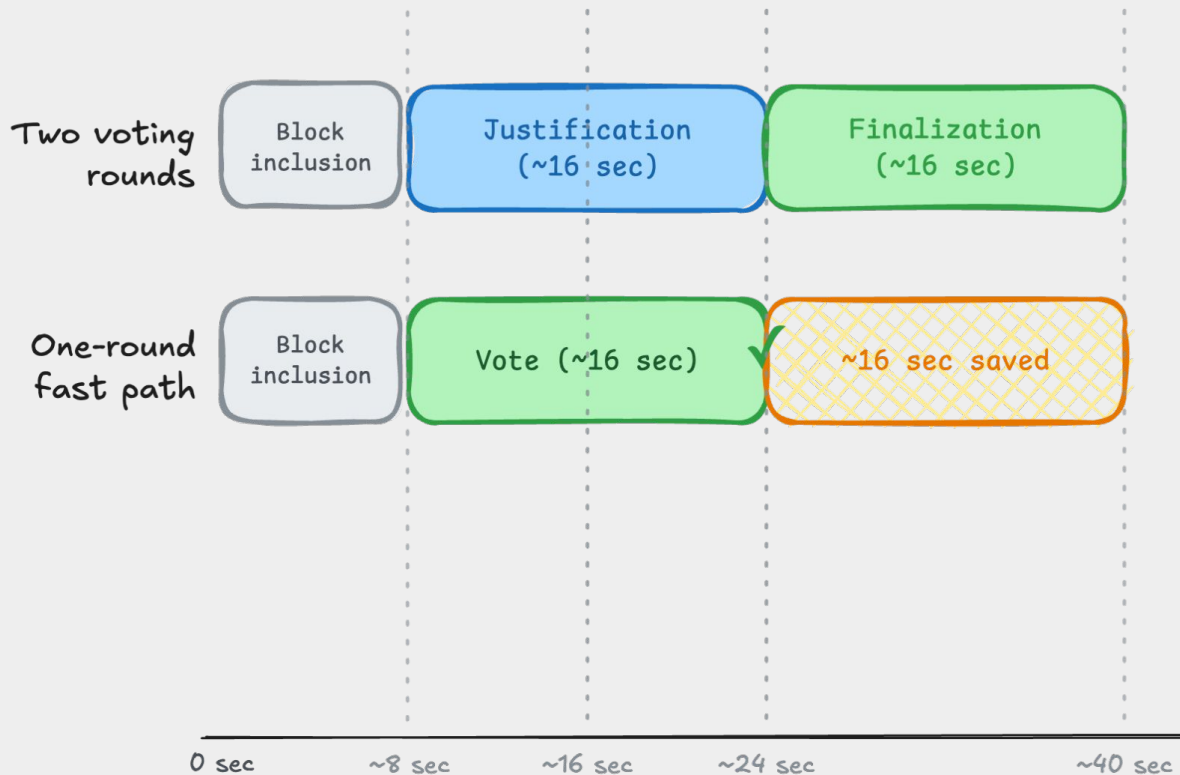 Two voting
rounds
Block
inclusion
Justification
(~16 sec)
Finalization
(~16 sec)
One-round
fast path
Block
inclusion
Vote (~16 sec)
~16 sec saved
0 sec
~8 sec
~16 sec
~24 sec
~40 sec